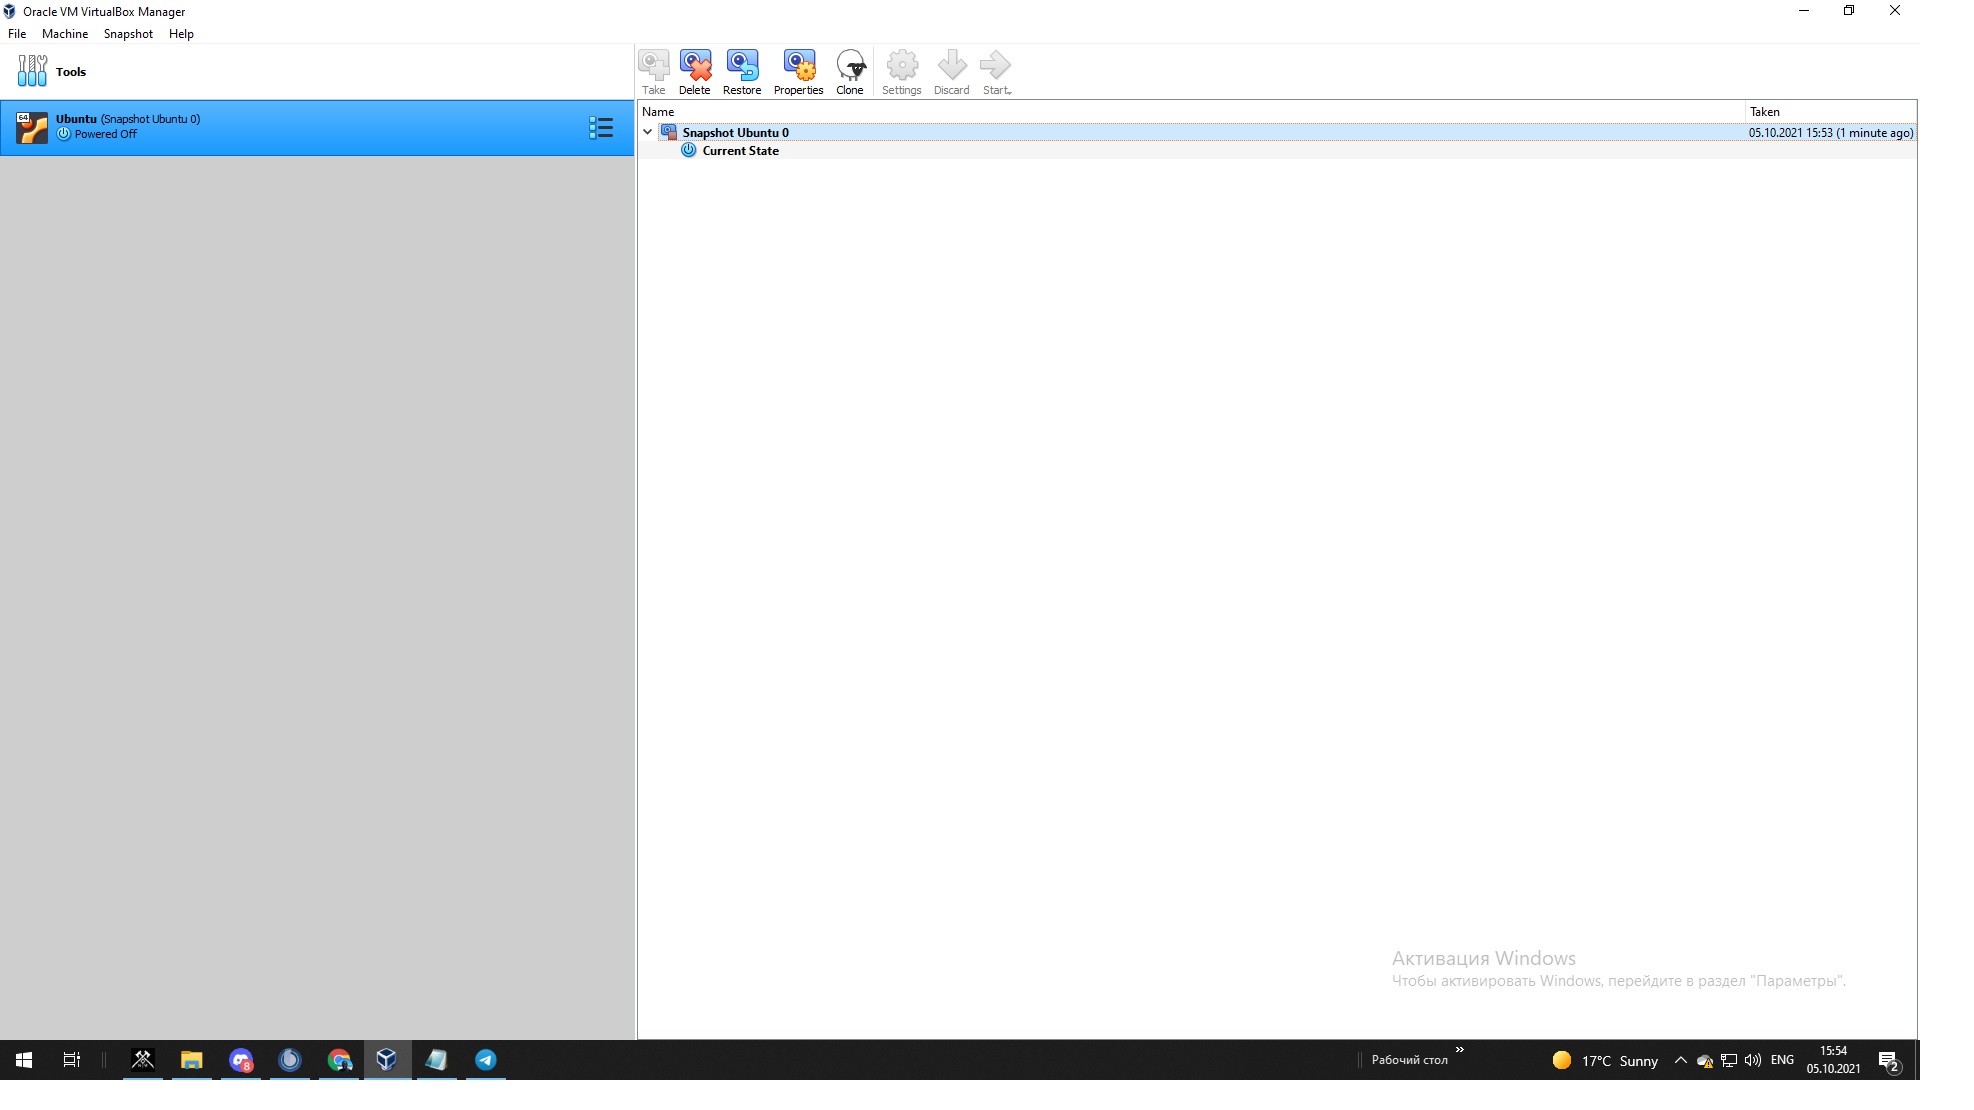 Oracle VM VirtualBox Manager
File Machine Snapshot Help
Tools
Take Delete Restore Properties Clone Settings Discard Start
64
Ubuntu (Snapshot Ubuntu 0)
Powered Off
Name Taken
Snapshot Ubuntu 0 05.10.2021 15:53 (1 minute ago)
Current State
Активация Windows
Чтобы активировать Windows, перейдите в раздел "Параметры".
8
Рабочий стол »
17°C Sunny
ENG
15:54
05.10.2021
2